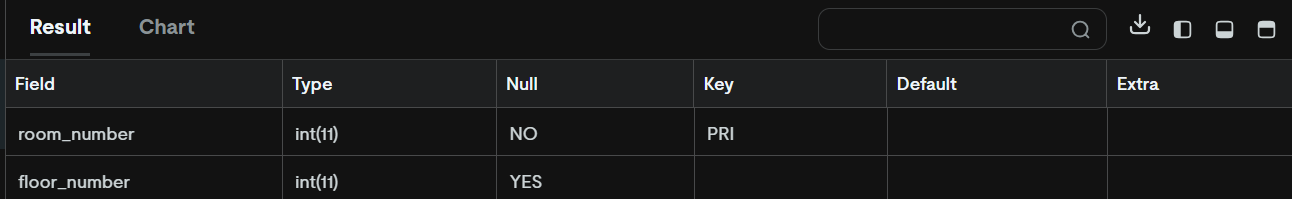 Result Chart
Field Type Null Key Default Extra
room_number int(11) NO PRI
floor_number int(11) YES